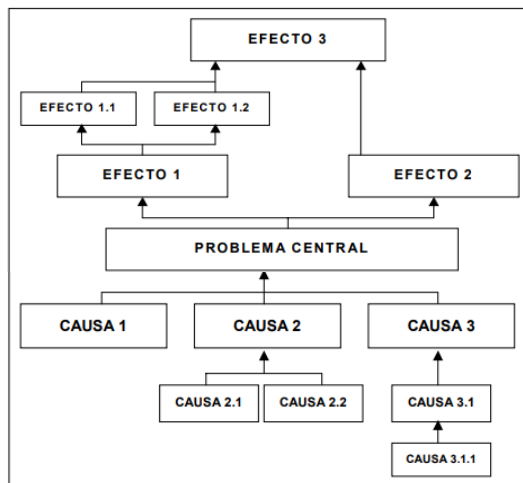 EFECTO 3
EFECTO 1.1
EFECTO 1.2
EFECTO 1
EFECTO 2
PROBLEMA CENTRAL
CAUSA 1
CAUSA 2
CAUSA 3
CAUSA 2.1
CAUSA 2.2
CAUSA 3.1
CAUSA 3.1.1